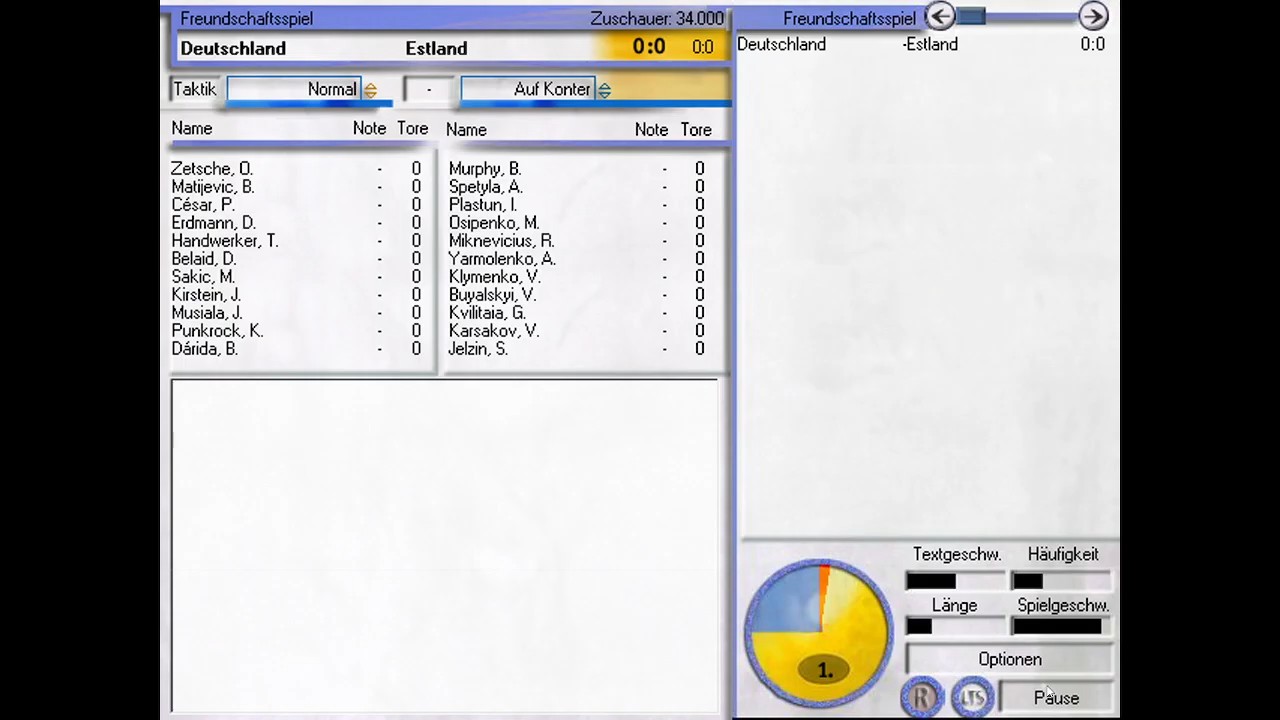 Freundschaftsspiel Zuschauer: 34.000
Deutschland Estland 0:0 0:0
Taktik Normal - Auf Konter
Name Note Tore
Zetsche, O. - 0
Matijevic, B. - 0
César, P. - 0
Erdmann, D. - 0
Handwerker, T. - 0
Belaid, D. - 0
Sakic, M. - 0
Kirstein, J. - 0
Musiala, J. - 0
Punkrock, K. - 0
Dárida, B. - 0
Name Note Tore
Murphy, B. - 0
Spetyla, A. - 0
Plastun, I. - 0
Osipenko, M. - 0
Miknevicius, R. - 0
Yarmolenko, A. - 0
Klymenko, V. - 0
Buyalskyi, V. - 0
Kvilitaia, G. - 0
Karsakov, V. - 0
Jelzin, S. - 0
Freundschaftsspiel
Deutschland -Estland 0:0
Textgeschw. Häufigkeit
Länge Spielgeschw.
1.
Optionen
R LTS Pause